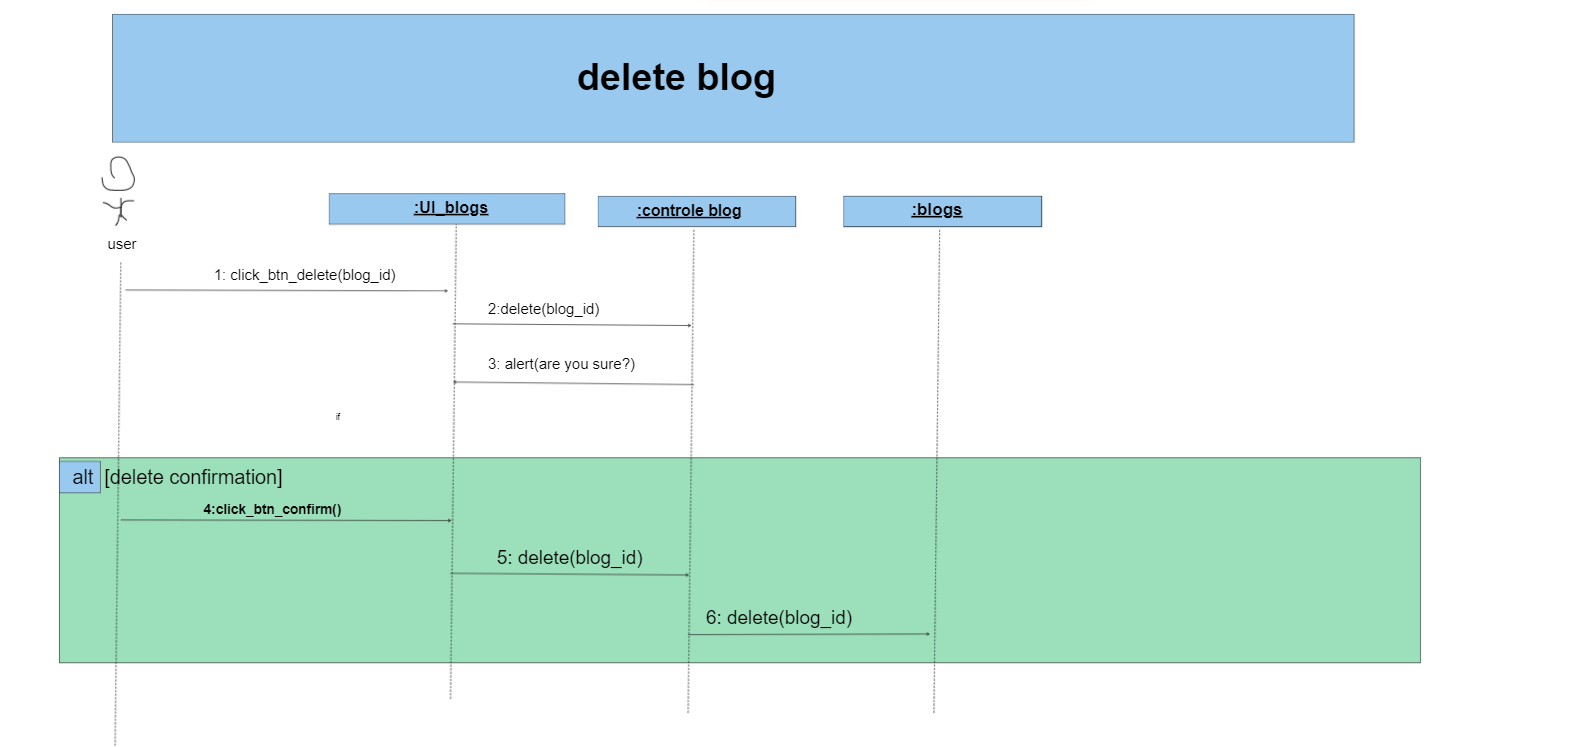 delete blog
user
:UI_blogs
:controle blog
:blogs
1: click_btn_delete(blog_id)
2:delete(blog_id)
3: alert(are you sure?)
if
alt [delete confirmation]
4:click_btn_confirm()
5: delete(blog_id)
6: delete(blog_id)